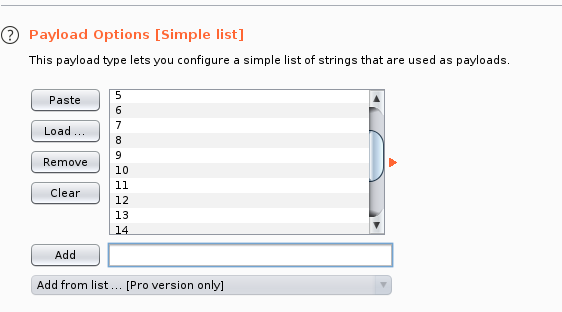 ? Payload Options [Simple list]
This payload type lets you configure a simple list of strings that are used as payloads.
Paste
Load ...
Remove
Clear
5
6
7
8
9
10
11
12
13
14
Add
Add from list ... [Pro version only]